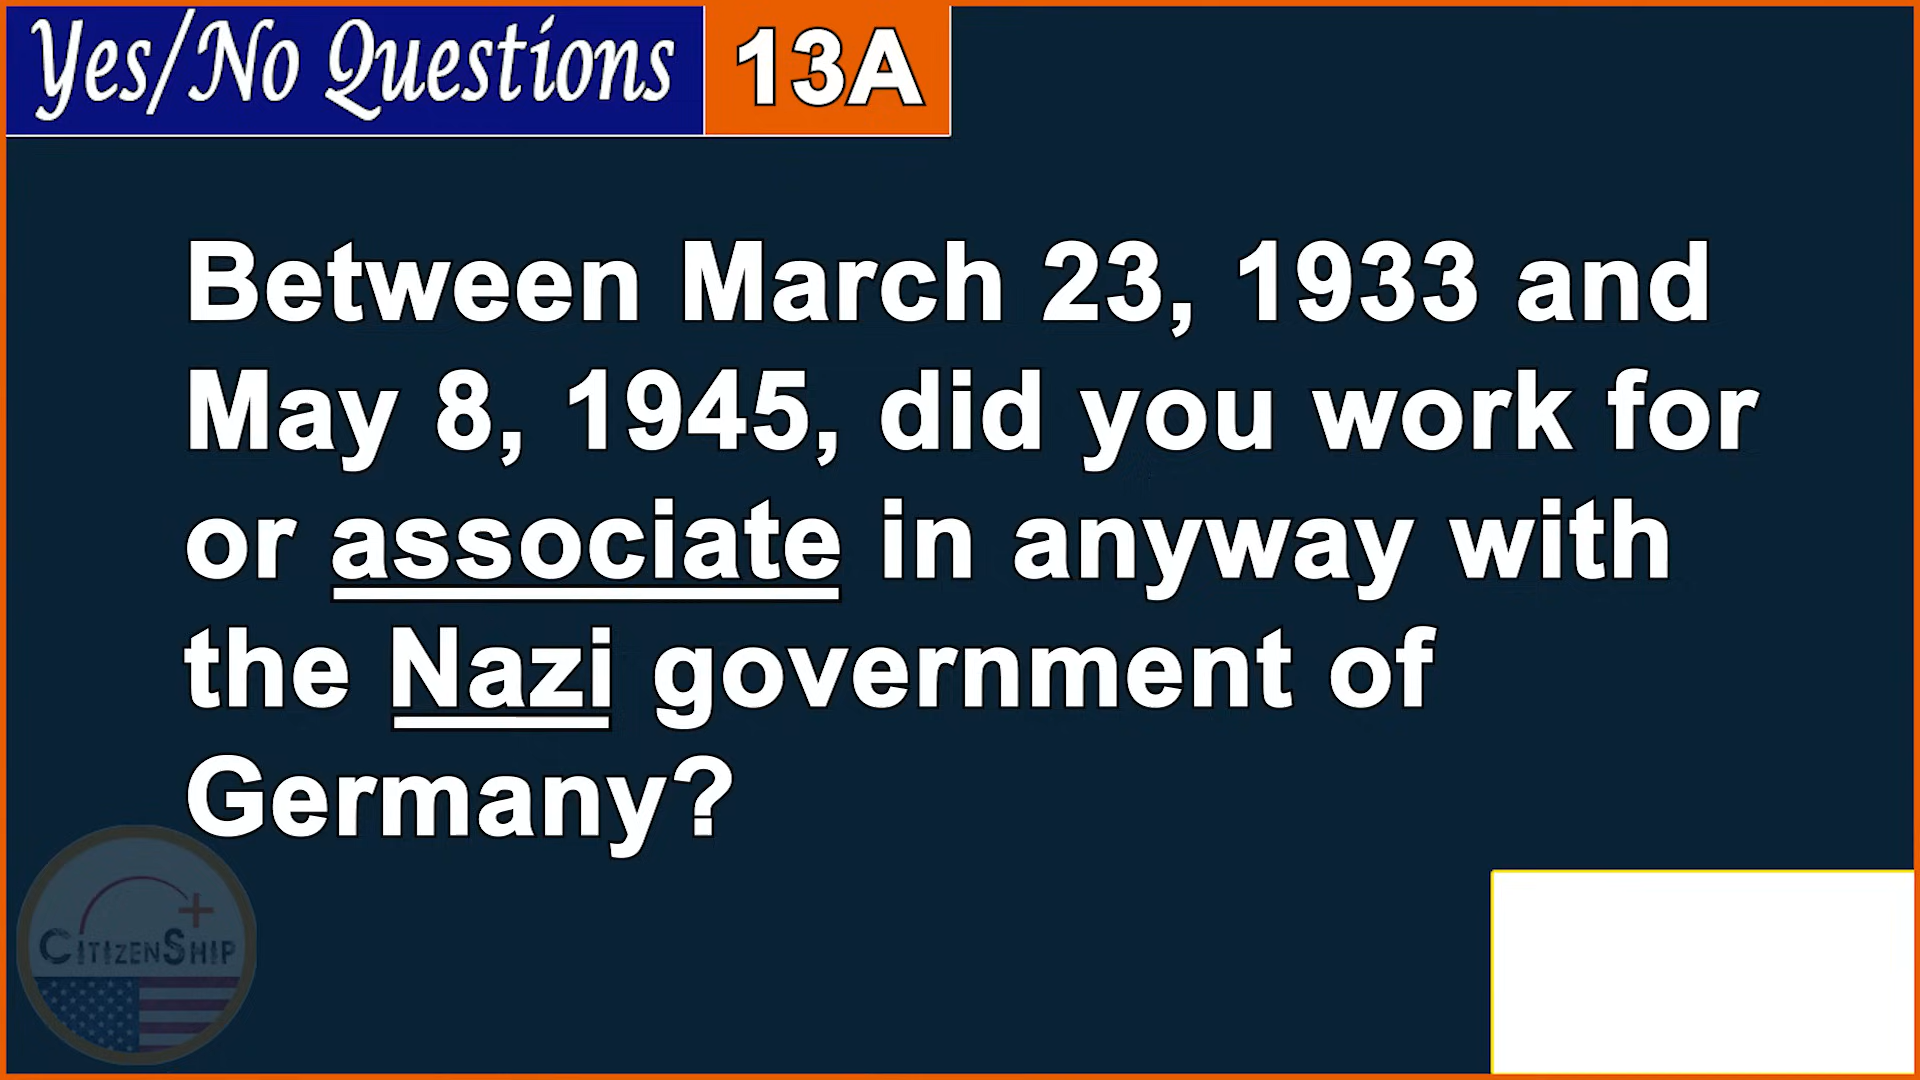 Yes/No Questions 13A
Between March 23, 1933 and
May 8, 1945, did you work for
or associate in anyway with
the Nazi government of
Germany?
CITIZENSHIP